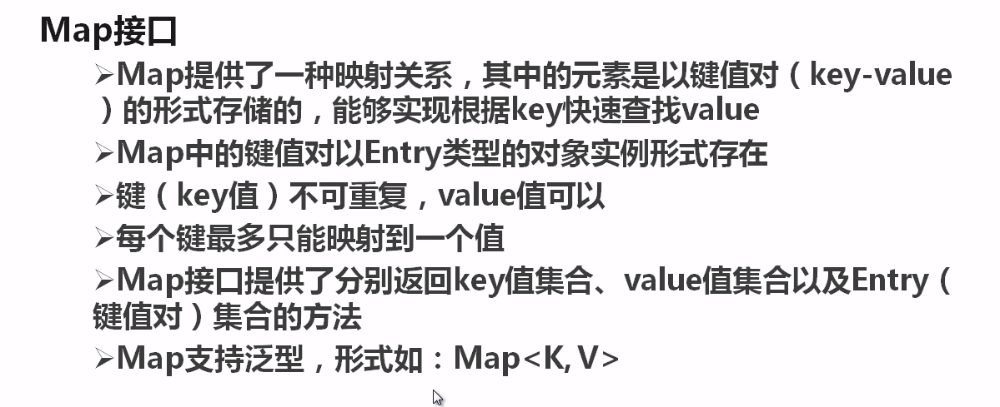 Map接口
➢Map提供了一种映射关系，其中的元素是以键值对（key-value
）的形式存储的，能够实现根据key快速查找value
➢Map中的键值对以Entry类型的对象实例形式存在
➢键（key值）不可重复，value值可以
➢每个键最多只能映射到一个值
➢Map接口提供了分别返回key值集合、value值集合以及Entry（
键值对）集合的方法
➢Map支持泛型，形式如：Map<K, V>